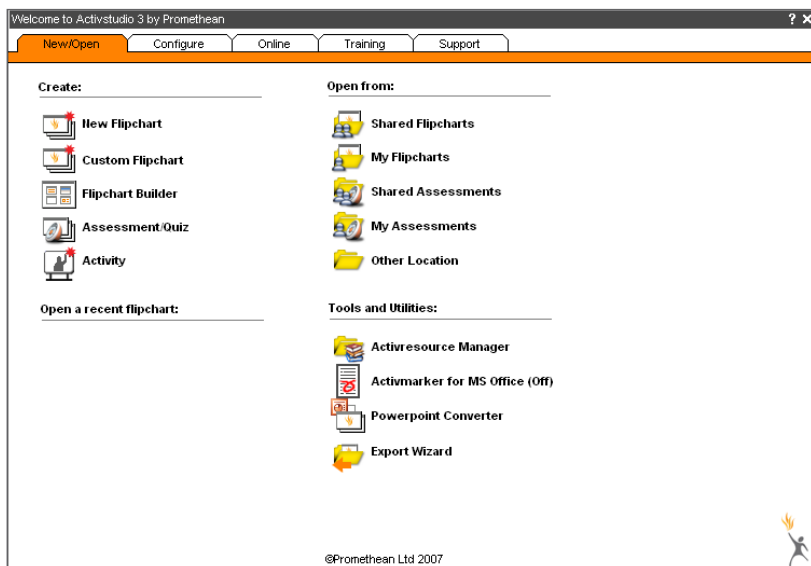 Welcome to Activstudio 3 by Promethean
? X
New/Open Configure Online Training Support
Create:
New Flipchart
Custom Flipchart
Flipchart Builder
Assessment/Quiz
Activity
Open a recent flipchart:
Open from:
Shared Flipcharts
My Flipcharts
Shared Assessments
My Assessments
Other Location
Tools and Utilities:
Activresource Manager
Activmarker for MS Office (Off)
Powerpoint Converter
Export Wizard
©Promethean Ltd 2007